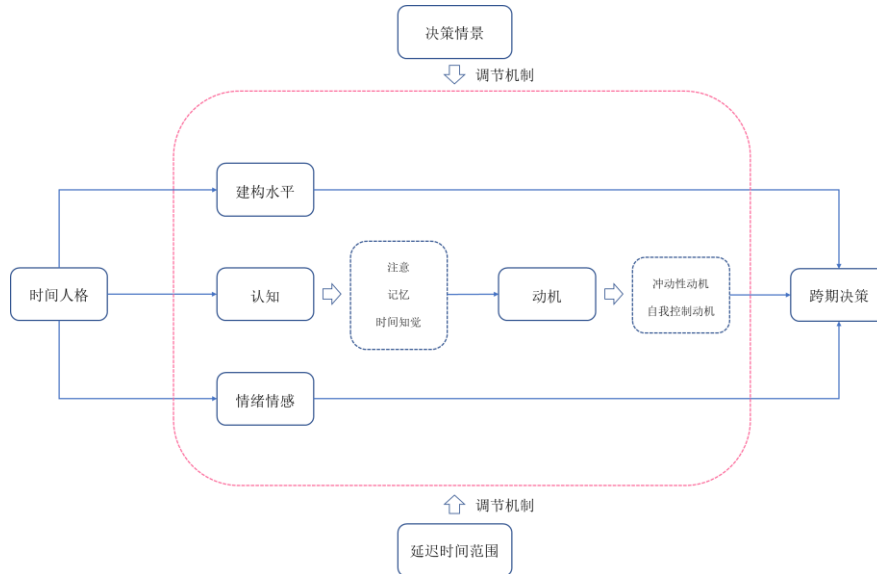 决策情景
调节机制
建构水平
时间人格
认知
注意
记忆
时间知觉
动机
冲动性动机
自我控制动机
跨期决策
情绪情感
调节机制
延迟时间范围